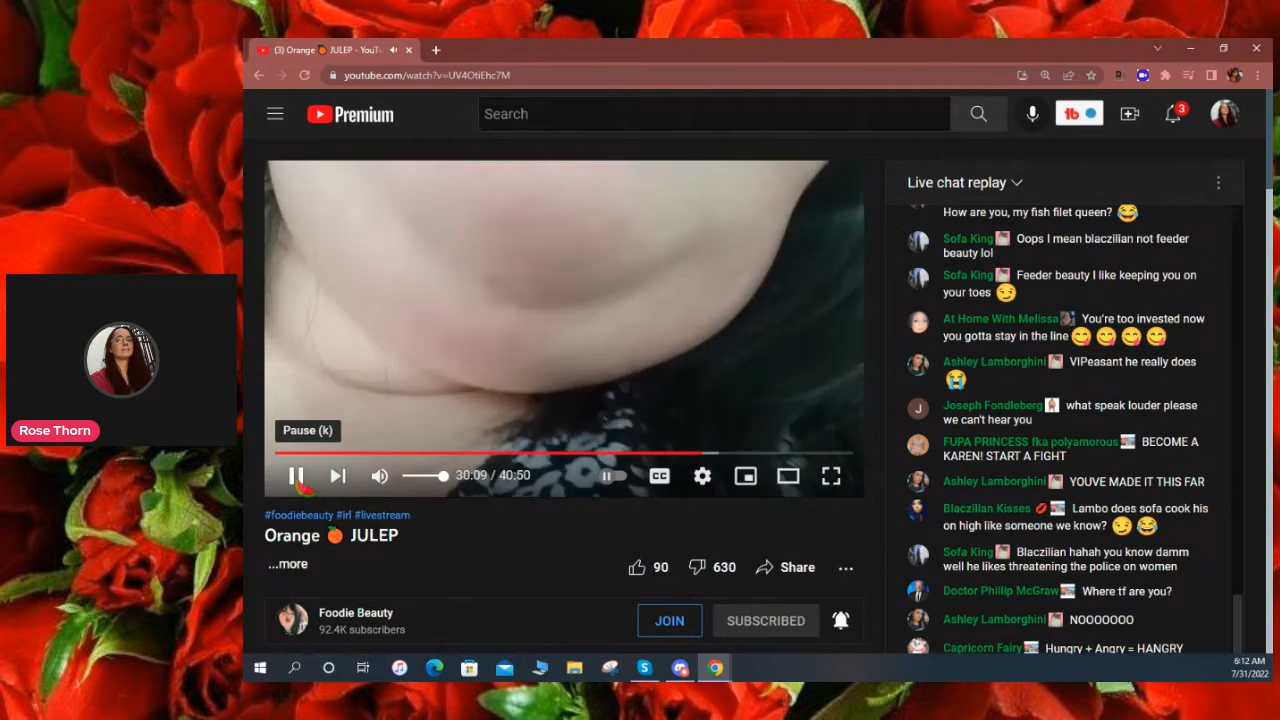 (3) Orange 🍊 JULEP - YouTu
youtube.com/watch?v=UV4OtiEhc7M
Premium
Search
3
Live chat replay
How are you, my fish filet queen? 😂
Sofa King Oops I mean blaczilian not feeder
beauty lol
Sofa King Feeder beauty I like keeping you on
your toes 😏
At Home With Melissa You're too invested now
you gotta stay in the line 😋 😋 😋 😋
Ashley Lamborghini VIPeasant he really does
😭
J
Joseph Fondleberg what speak louder please
we can't hear you
FUPA PRINCESS fka polyamorous BECOME A
KAREN! START A FIGHT
Ashley Lamborghini YOUVE MADE IT THIS FAR
Blaczilian Kisses 💋 Lambo does sofa cook his
on high like someone we know? 😏 😂
Sofa King Blaczilian hahah you know damm
well he likes threatening the police on women
Doctor Phillip McGraw Where tf are you?
Ashley Lamborghini NOOOOOOO
Capricorn Fairy Hungry + Angry = HANGRY
Rose Thorn
Pause (k)
30:09 / 40:50
CC
#foodiebeauty #irl #livestream
Orange 🍊 JULEP
...more
90
630
Share
Foodie Beauty
92.4K subscribers
JOIN
SUBSCRIBED
6:12 AM
7/31/2022